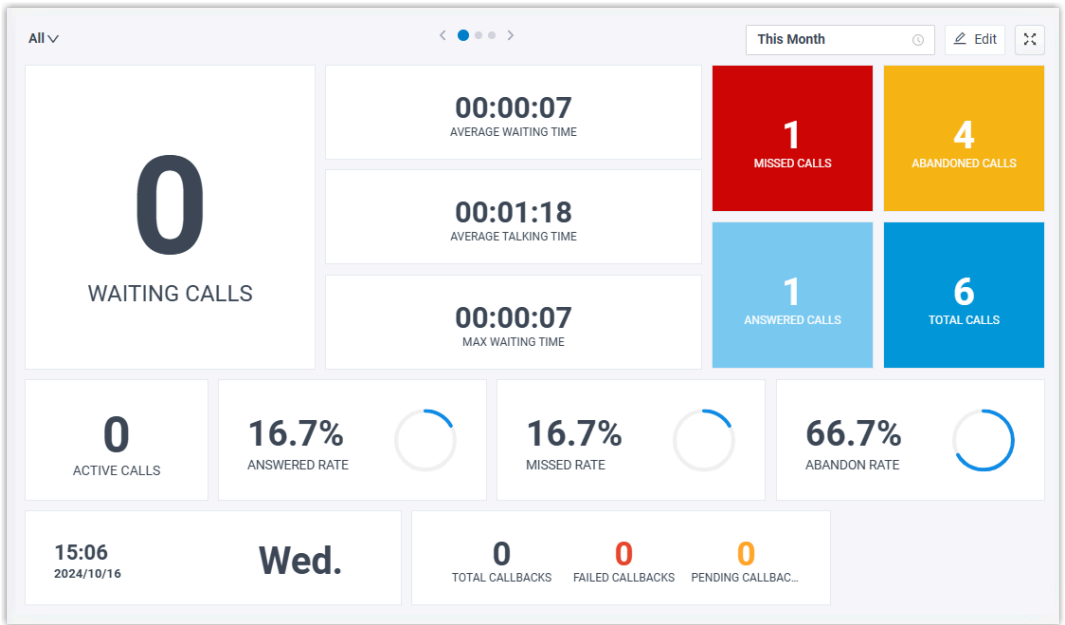 All
This Month
Edit
0
WAITING CALLS
00:00:07
AVERAGE WAITING TIME
00:01:18
AVERAGE TALKING TIME
00:00:07
MAX WAITING TIME
1
MISSED CALLS
4
ABANDONED CALLS
1
ANSWERED CALLS
6
TOTAL CALLS
0
ACTIVE CALLS
16.7%
ANSWERED RATE
16.7%
MISSED RATE
66.7%
ABANDON RATE
15:06
2024/10/16
Wed.
0
TOTAL CALLBACKS
0
FAILED CALLBACKS
0
PENDING CALLBAC...